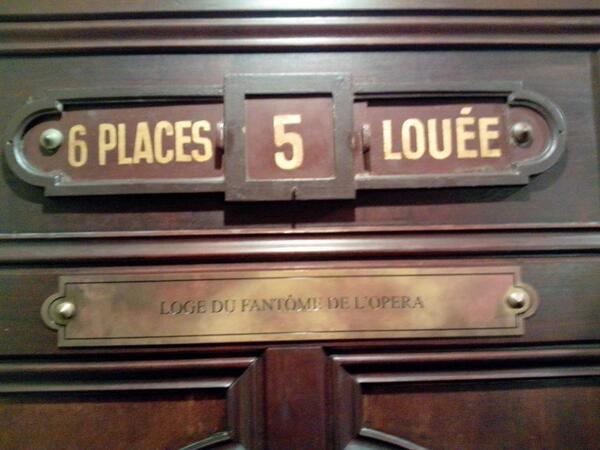 6 PLACES 5 LOUÉE
LOGE DU FANTÔME DE L'OPERA